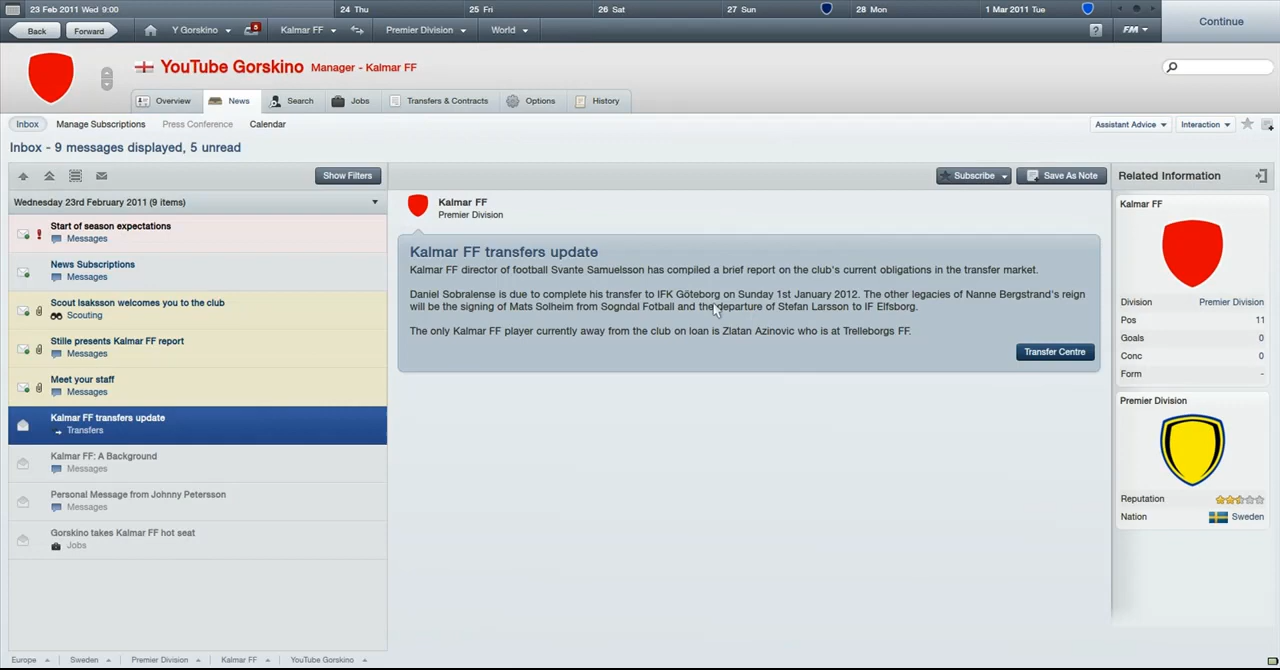 23 Feb 2011 Wed 9:00 24 Thu 25 Fri 26 Sat 27 Sun 28 Mon 1 Mar 2011 Tue
Continue
Back Forward Y Gorskino 5 Kalmar FF Premier Division World ? FM
YouTube Gorskino Manager - Kalmar FF
Overview News Search Jobs Transfers & Contracts Options History
Inbox Manage Subscriptions Press Conference Calendar Assistant Advice Interaction
Inbox - 9 messages displayed, 5 unread
Show Filters Subscribe Save As Note Related Information
Wednesday 23rd February 2011 (9 items)
Start of season expectations
Messages
News Subscriptions
Messages
Scout Isaksson welcomes you to the club
Scouting
Stille presents Kalmar FF report
Messages
Meet your staff
Messages
Kalmar FF transfers update
Transfers
Kalmar FF: A Background
Messages
Personal Message from Johnny Petersson
Messages
Gorskino takes Kalmar FF hot seat
Jobs
Kalmar FF
Premier Division
Kalmar FF transfers update
Kalmar FF director of football Svante Samuelsson has compiled a brief report on the club's current obligations in the transfer market.
Daniel Sobralense is due to complete his transfer to IFK Göteborg on Sunday 1st January 2012. The other legacies of Nanne Bergstrand's reign
will be the signing of Mats Solheim from Sogndal Fotball and the departure of Stefan Larsson to IF Elfsborg.
The only Kalmar FF player currently away from the club on loan is Zlatan Azinovic who is at Trelleborgs FF.
Transfer Centre
Kalmar FF
Division Premier Division
Pos 11
Goals 0
Conc 0
Form -
Premier Division
Reputation
Nation Sweden
Europe Sweden Premier Division Kalmar FF YouTube Gorskino